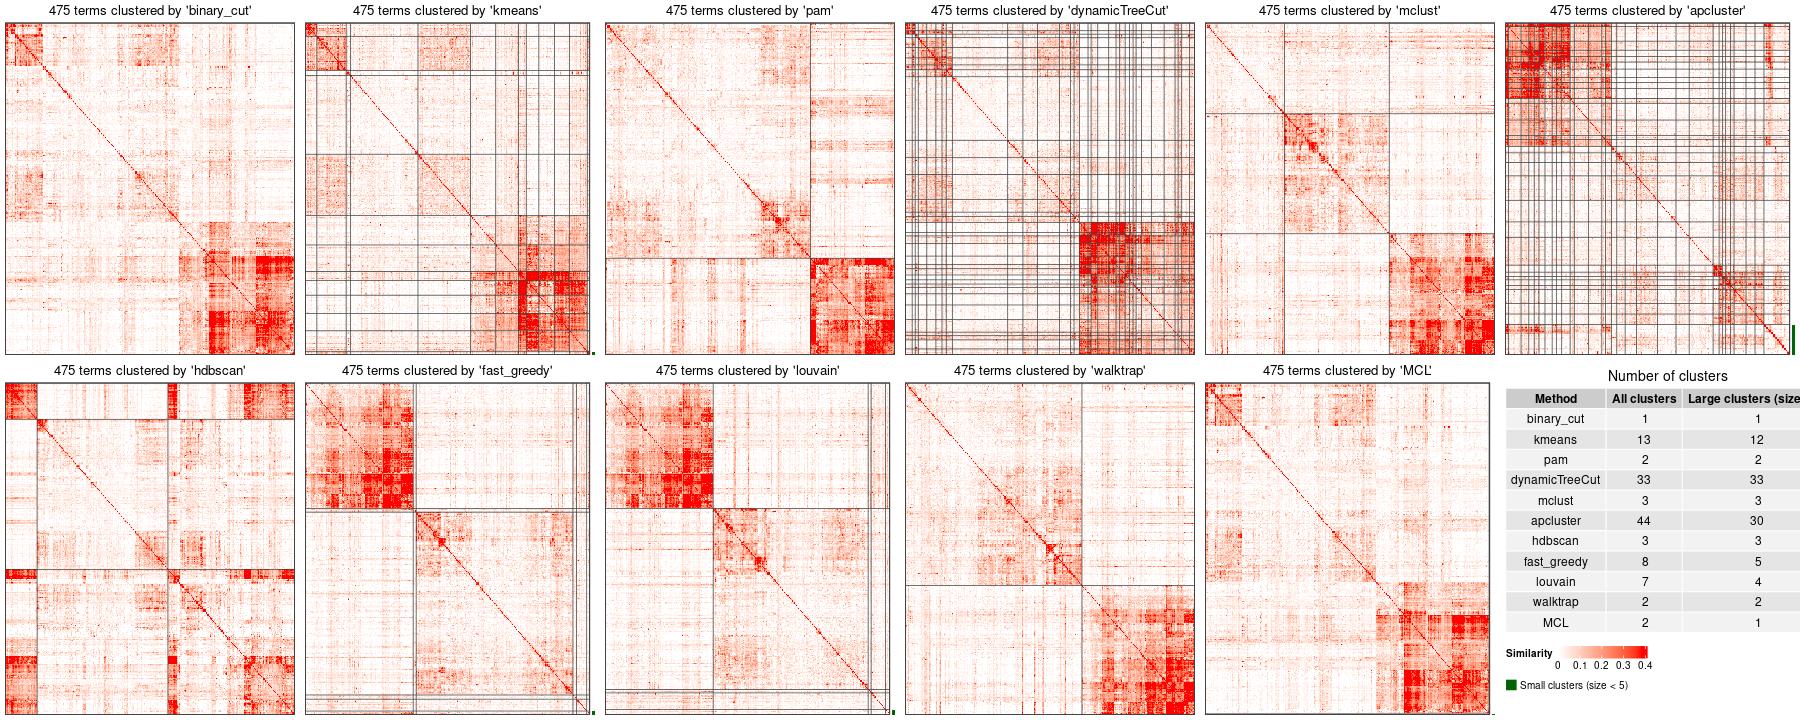 475 terms clustered by 'binary_cut'
475 terms clustered by 'kmeans'
475 terms clustered by 'pam'
475 terms clustered by 'dynamicTreeCut'
475 terms clustered by 'mclust'
475 terms clustered by 'apcluster'
475 terms clustered by 'hdbscan'
475 terms clustered by 'fast_greedy'
475 terms clustered by 'louvain'
475 terms clustered by 'walktrap'
475 terms clustered by 'MCL'
Number of clusters
Method All clusters Large clusters (size
binary_cut 1 1
kmeans 13 12
pam 2 2
dynamicTreeCut 33 33
mclust 3 3
apcluster 44 30
hdbscan 3 3
fast_greedy 8 5
louvain 7 4
walktrap 2 2
MCL 2 1
Similarity
0 0.1 0.2 0.3 0.4
Small clusters (size < 5)